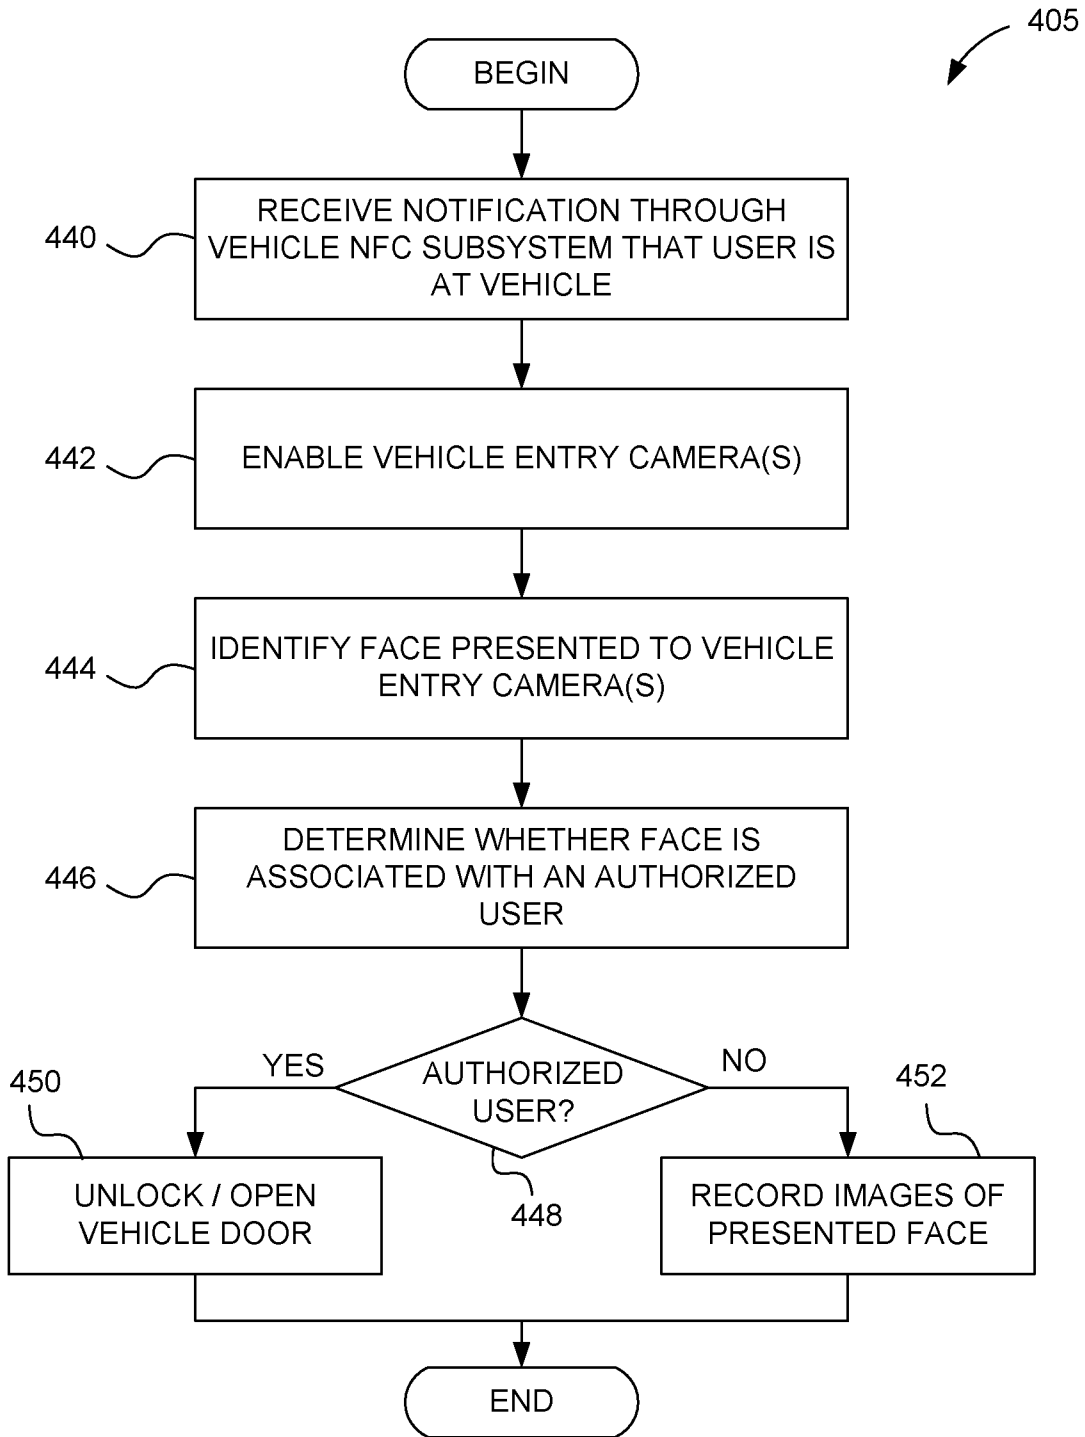 405
BEGIN
RECEIVE NOTIFICATION THROUGH
VEHICLE NFC SUBSYSTEM THAT USER IS
AT VEHICLE
440
ENABLE VEHICLE ENTRY CAMERA(S)
442
IDENTIFY FACE PRESENTED TO VEHICLE
ENTRY CAMERA(S)
444
DETERMINE WHETHER FACE IS
ASSOCIATED WITH AN AUTHORIZED
USER
446
AUTHORIZED
USER?
448
YES
NO
450
UNLOCK / OPEN
VEHICLE DOOR
452
RECORD IMAGES OF
PRESENTED FACE
END